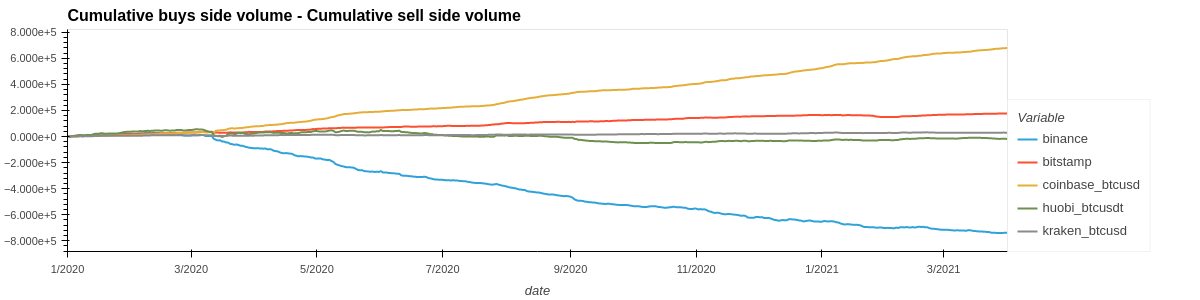 Cumulative buys side volume - Cumulative sell side volume
8.000e+5
6.000e+5
4.000e+5
2.000e+5
0.000e+0
−2.000e+5
−4.000e+5
−6.000e+5
−8.000e+5
1/2020 3/2020 5/2020 7/2020 9/2020 11/2020 1/2021 3/2021
date
Variable
binance
bitstamp
coinbase_btcusd
huobi_btcusdt
kraken_btcusd